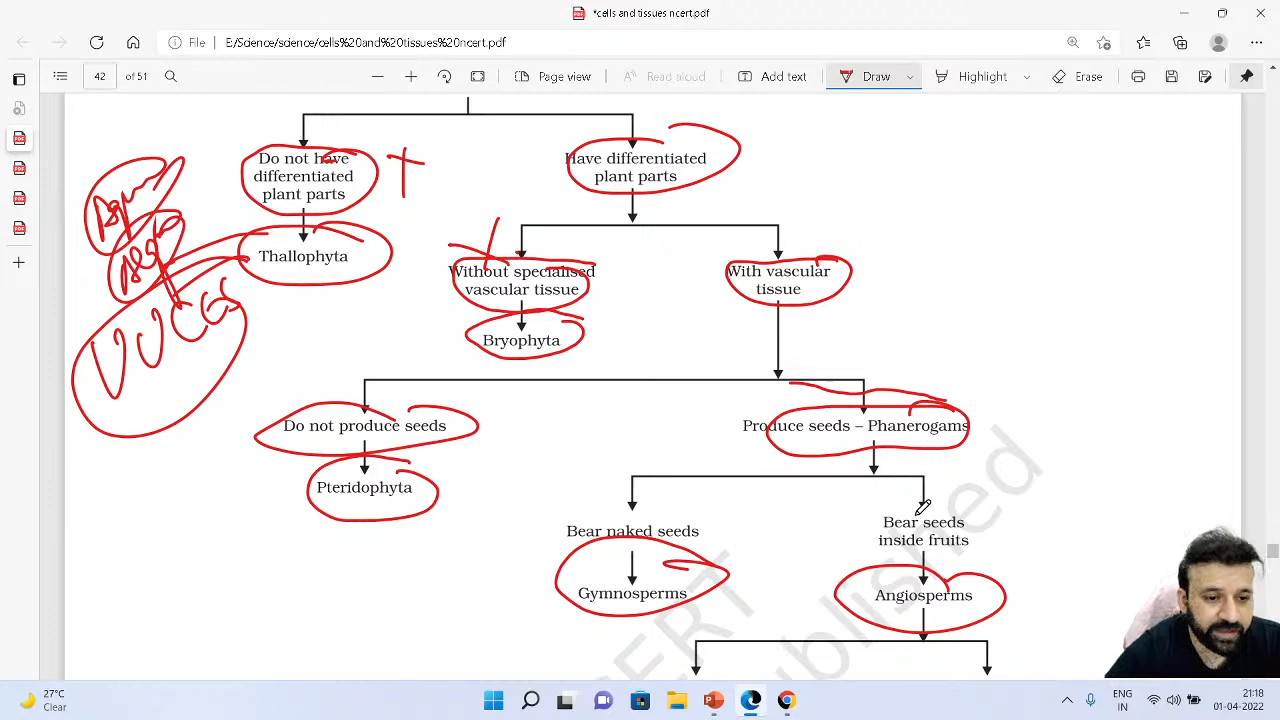 *cells and tissues ncert.pdf
File
E:/Science/science/cells%20and%20tissues%20ncert.pdf
42
Page view
Read aloud
Add text
Draw
Highlight
Erase
Do not have
differentiated
plant parts
Have differentiated
plant parts
Thallophyta
Without specialised
vascular tissue
With vascular
tissue
Bryophyta
Do not produce seeds
Produce seeds – Phanerogams
Pteridophyta
Bear naked seeds
Bear seeds
inside fruits
Gymnosperms
Angiosperms
27°C
Clear
ENG
IN
21:18
01-04-2022